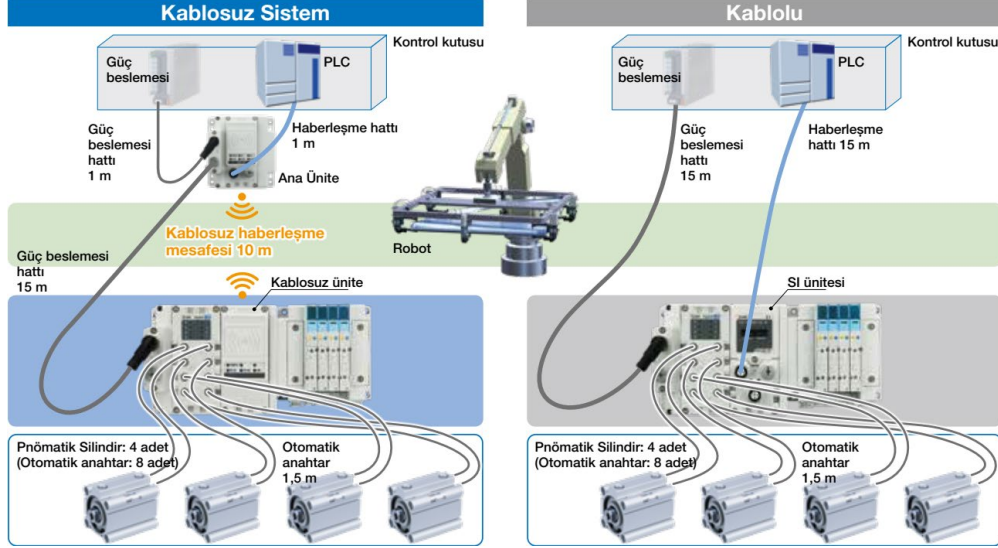 Kablosuz Sistem
Güç
beslemesi
PLC
Kontrol kutusu
Güç
beslemesi
hattı
1 m
Haberleşme hattı
1 m
Ana Ünite
Kablosuz haberleşme
mesafesi 10 m
Robot
Güç beslemesi
hattı
15 m
Kablosuz ünite
Pnömatik Silindir: 4 adet
(Otomatik anahtar: 8 adet)
Otomatik
anahtar
1,5 m
Kablolu
Güç
beslemesi
PLC
Kontrol kutusu
Güç
beslemesi
hattı
15 m
Haberleşme
hattı 15 m
SI ünitesi
Pnömatik Silindir: 4 adet
(Otomatik anahtar: 8 adet)
Otomatik
anahtar
1,5 m